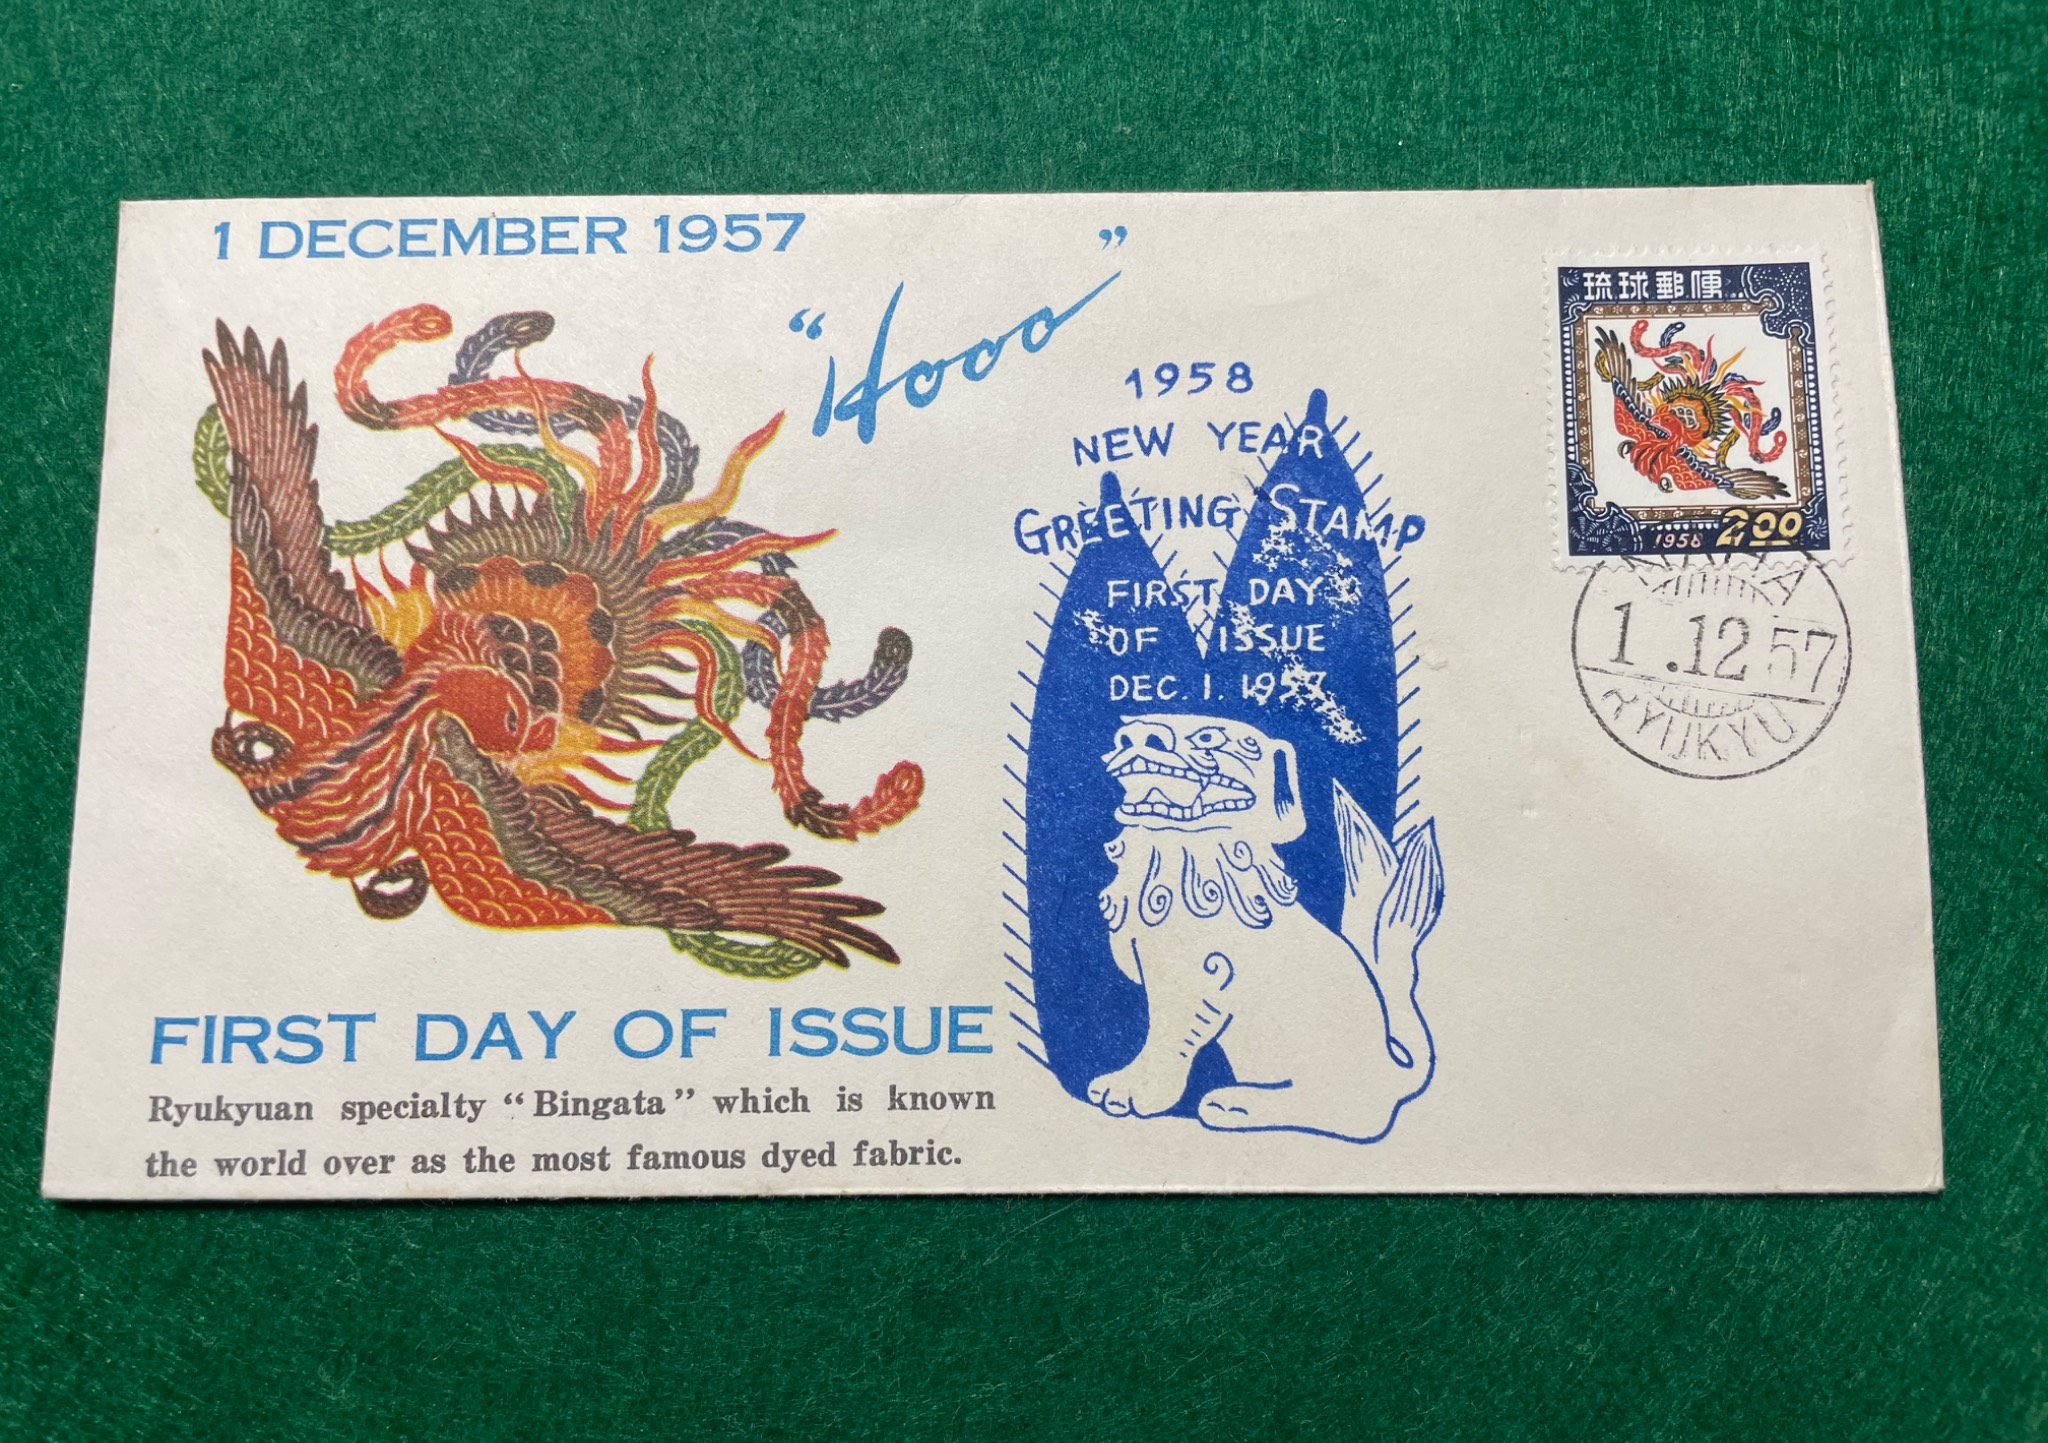 1 DECEMBER 1957
“Hooo”
1958
NEW YEAR
GREETING STAMP
FIRST DAY
OF ISSUE
DEC. 1. 1957
琉球郵便
1958 2.00
1.12 57
RYUKYU
FIRST DAY OF ISSUE
Ryukyuan specialty “Bingata” which is known
the world over as the most famous dyed fabric.